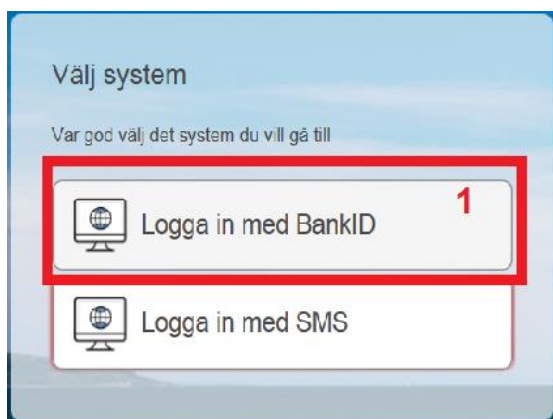 Välj system
Var god välj det system du vill gå till
1
Logga in med BankID
Logga in med SMS